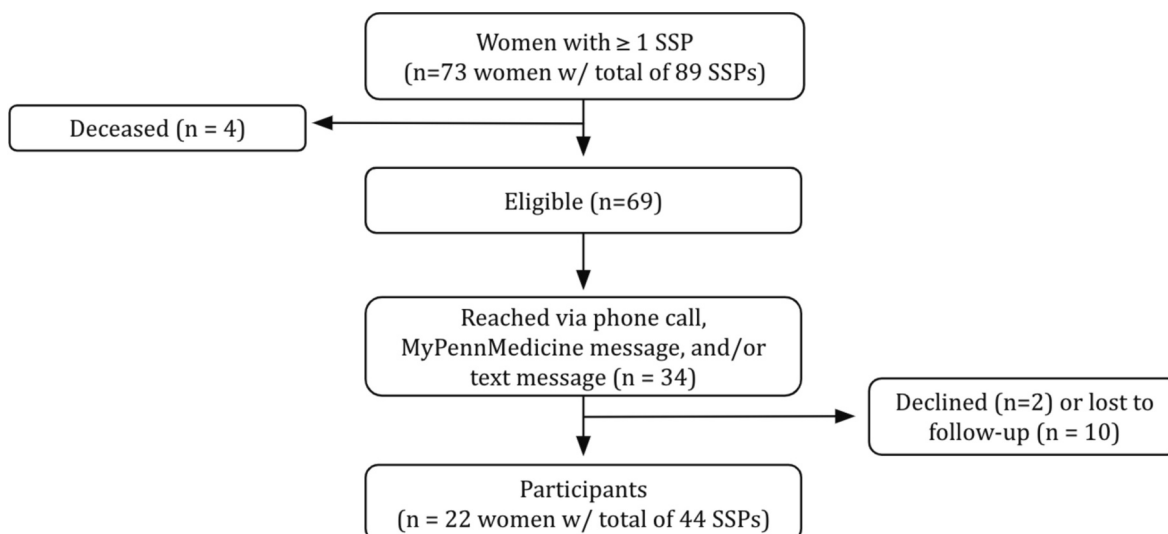 Women with ≥ 1 SSP
(n=73 women w/ total of 89 SSPs)
Deceased (n = 4)
Eligible (n=69)
Reached via phone call,
MyPennMedicine message, and/or
text message (n = 34)
Declined (n=2) or lost to
follow-up (n = 10)
Participants
(n = 22 women w/ total of 44 SSPs)